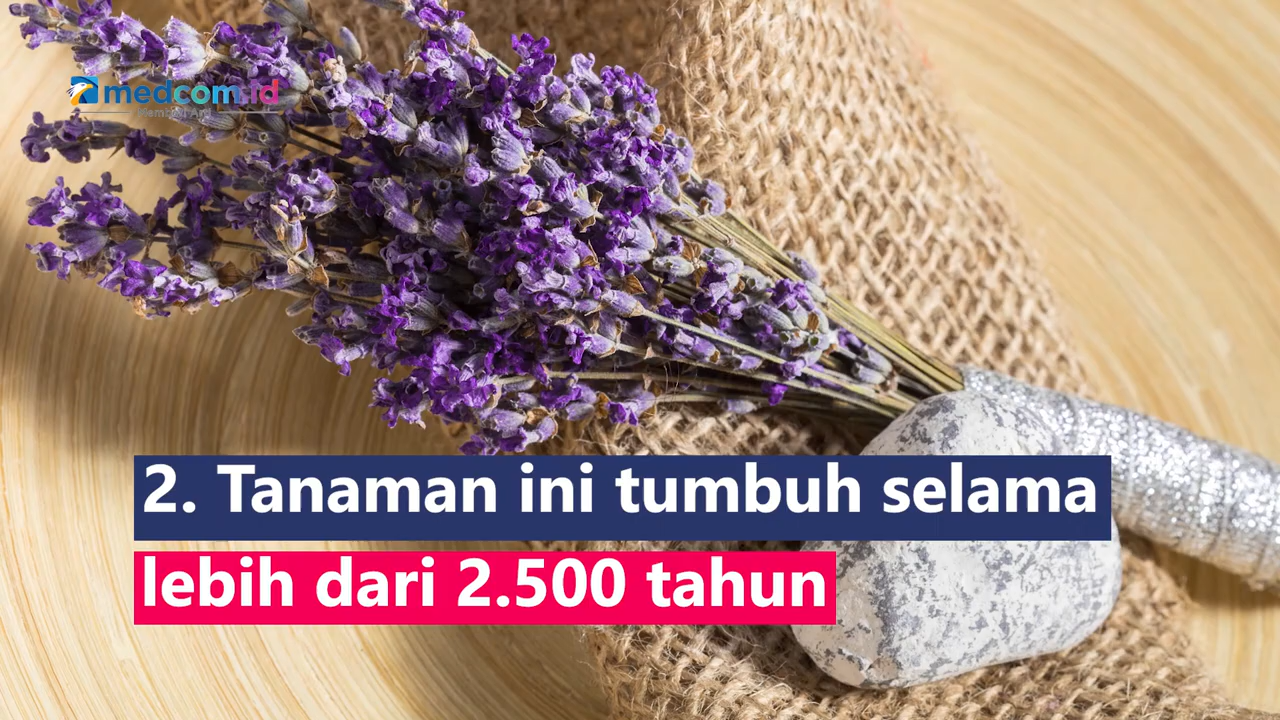 medcom.id
2. Tanaman ini tumbuh selama
lebih dari 2.500 tahun